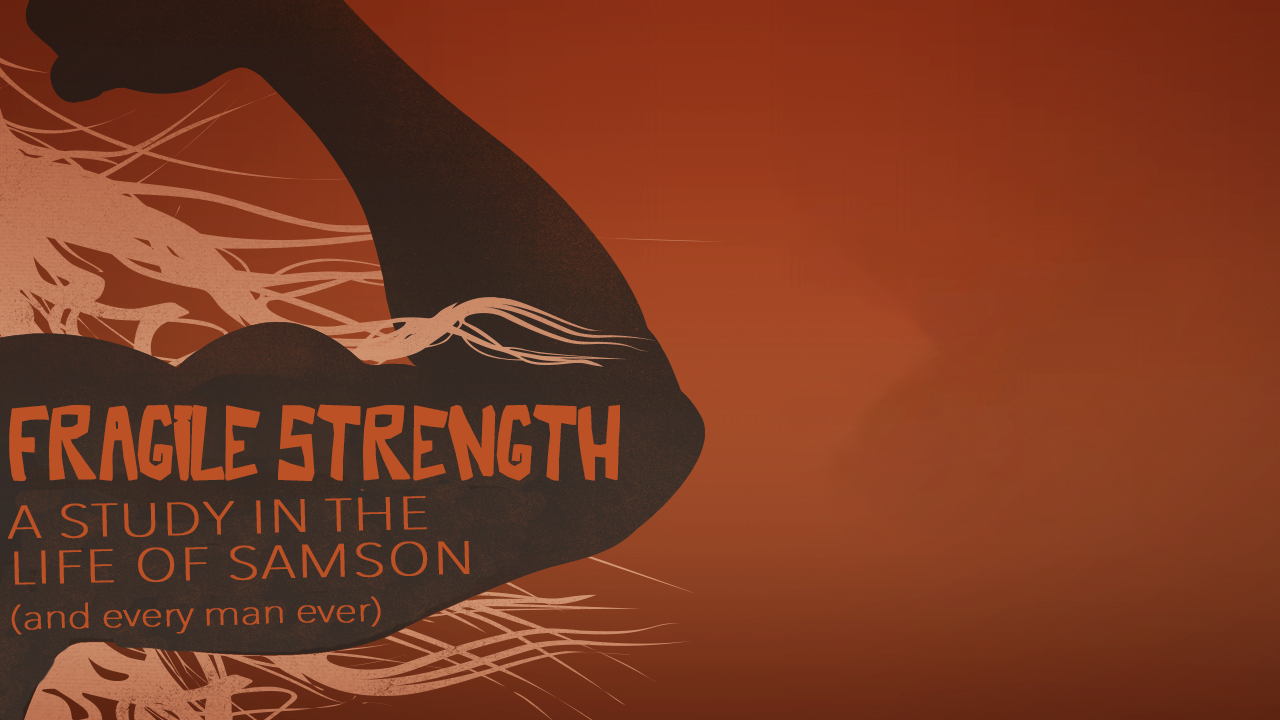 FRAGiLE STRENGTH
A STUDY IN THE
LIFE OF SAMSON
(and every man ever)